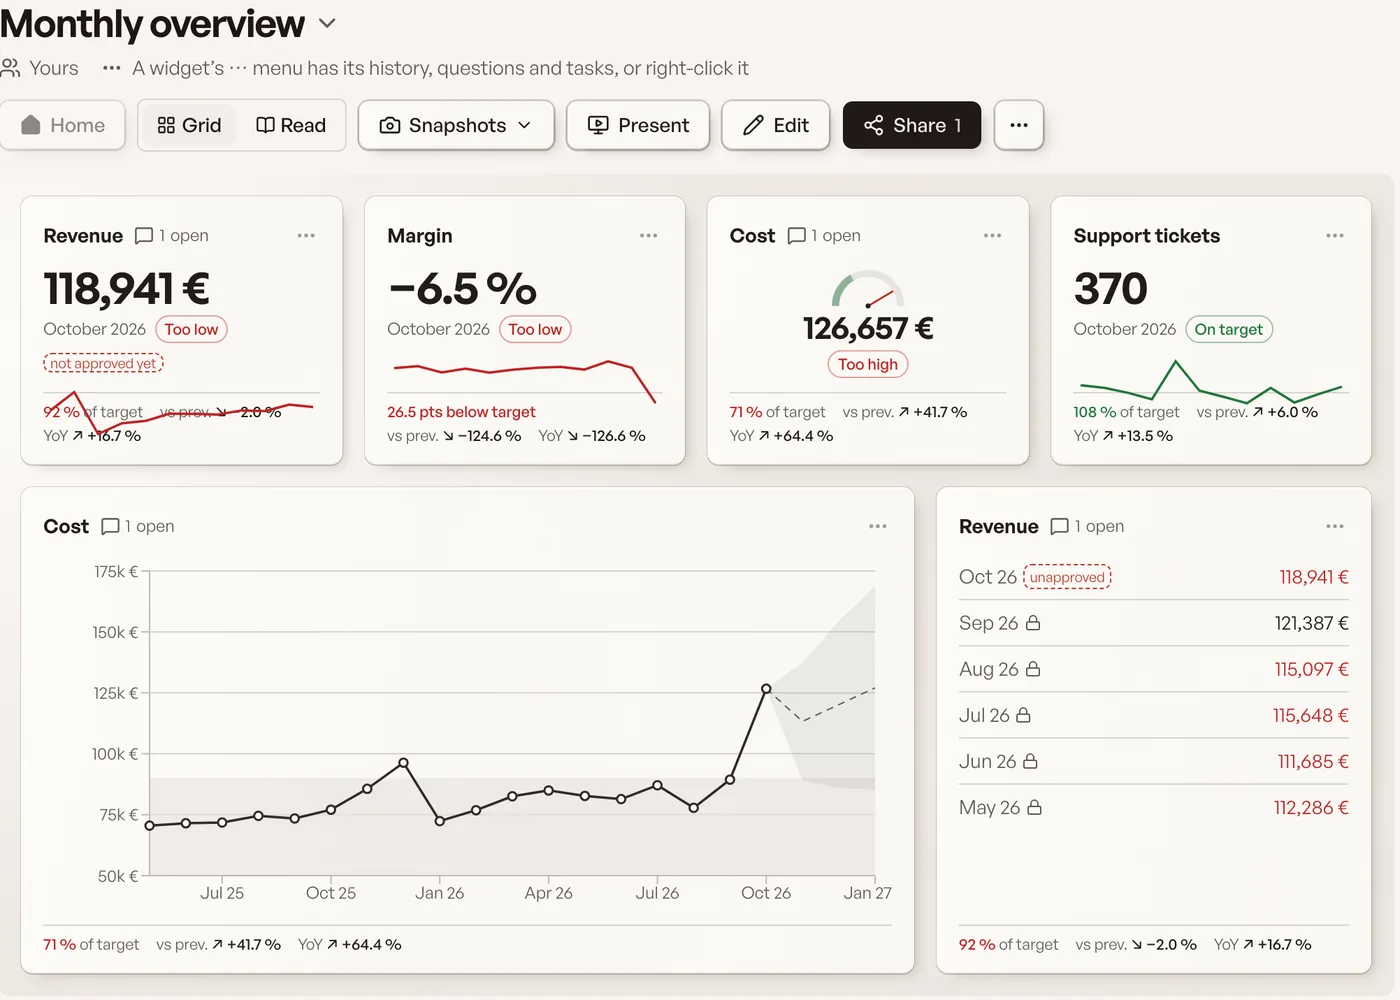 Monthly overview
Yours ··· A widget’s ··· menu has its history, questions and tasks, or right-click it
Home Grid Read Snapshots Present Edit Share 1 ···
Revenue 1 open ···
118,941 €
October 2026 Too low
not approved yet
92 % of target vs prev. ↘ −2.0 %
YoY ↗ +16.7 %
Margin ···
−6.5 %
October 2026 Too low
26.5 pts below target
vs prev. ↘ −124.6 % YoY ↘ −126.6 %
Cost 1 open ···
126,657 €
Too high
71 % of target vs prev. ↗ +41.7 %
YoY ↗ +64.4 %
Support tickets ···
370
October 2026 On target
108 % of target vs prev. ↗ +6.0 %
YoY ↗ +13.5 %
Cost 1 open ···
175k €
150k €
125k €
100k €
75k €
50k €
Jul 25 Oct 25 Jan 26 Apr 26 Jul 26 Oct 26 Jan 27
71 % of target vs prev. ↗ +41.7 % YoY ↗ +64.4 %
Revenue 1 open ···
Oct 26 unapproved 118,941 €
Sep 26 121,387 €
Aug 26 115,097 €
Jul 26 115,648 €
Jun 26 111,685 €
May 26 112,286 €
92 % of target vs prev. ↘ −2.0 % YoY ↗ +16.7 %